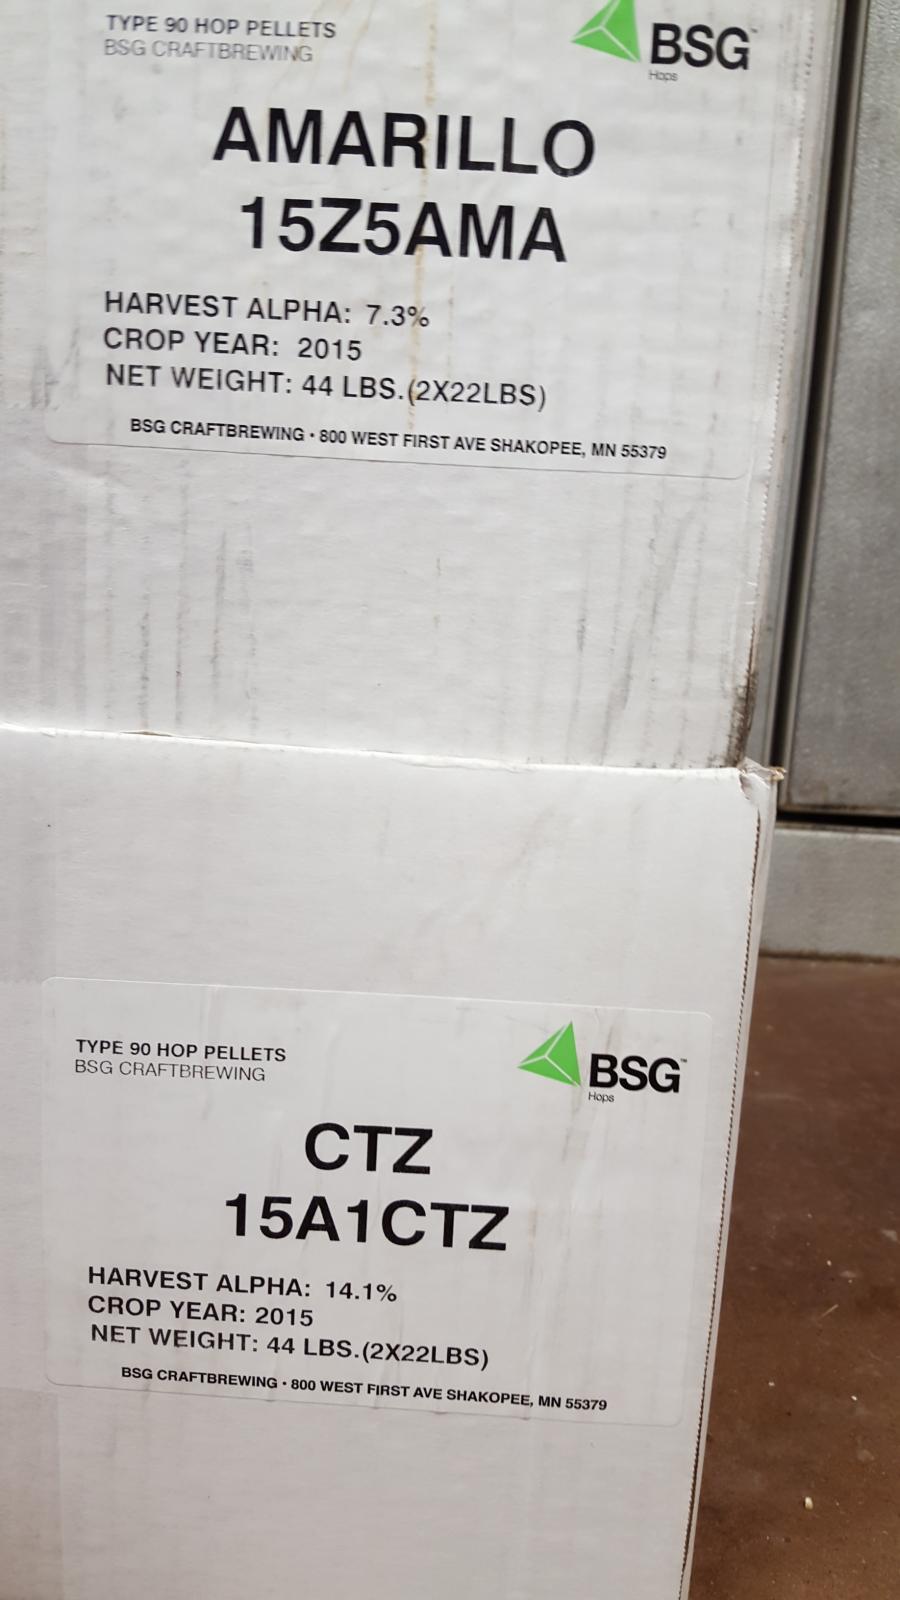 TYPE 90 HOP PELLETS
BSG CRAFTBREWING
BSG™
Hops
AMARILLO
15Z5AMA
HARVEST ALPHA: 7.3%
CROP YEAR: 2015
NET WEIGHT: 44 LBS.(2X22LBS)
BSG CRAFTBREWING • 800 WEST FIRST AVE SHAKOPEE, MN 55379
TYPE 90 HOP PELLETS
BSG CRAFTBREWING
BSG™
Hops
CTZ
15A1CTZ
HARVEST ALPHA: 14.1%
CROP YEAR: 2015
NET WEIGHT: 44 LBS.(2X22LBS)
BSG CRAFTBREWING • 800 WEST FIRST AVE SHAKOPEE, MN 55379